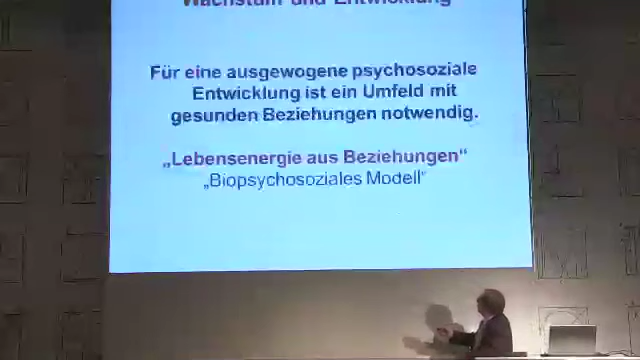 Wachstum und Entwicklung
Für eine ausgewogene psychosoziale
Entwicklung ist ein Umfeld mit
gesunden Beziehungen notwendig.
„Lebensenergie aus Beziehungen“
„Biopsychosoziales Modell“